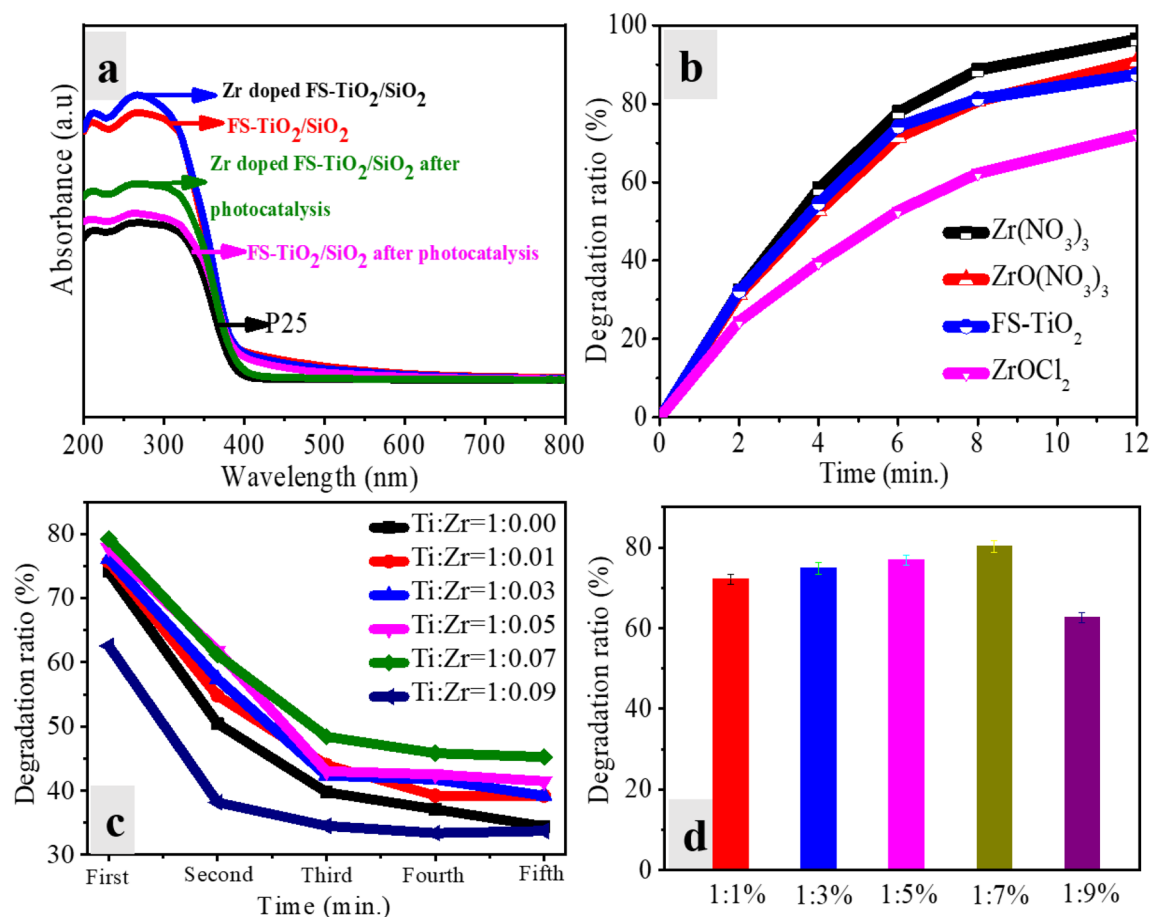 a
Zr doped FS-TiO2/SiO2
FS-TiO2/SiO2
Zr doped FS-TiO2/SiO2 after
photocatalysis
FS-TiO2/SiO2 after photocatalysis
P25
Absorbance (a.u)
200 300 400 500 600 700 800
Wavelength (nm)
b
100
80
60
40
20
0
Degradation ratio (%)
Zr(NO3)3
ZrO(NO3)3
FS-TiO2
ZrOCl2
0 2 4 6 8 10 12
Time (min.)
80
70
60
50
40
30
Degradation ratio (%)
Ti:Zr=1:0.00
Ti:Zr=1:0.01
Ti:Zr=1:0.03
Ti:Zr=1:0.05
Ti:Zr=1:0.07
Ti:Zr=1:0.09
c
First Second Third Fourth Fifth
Time (min.)
80
60
40
20
0
Degradation ratio (%)
d
1:1% 1:3% 1:5% 1:7% 1:9%